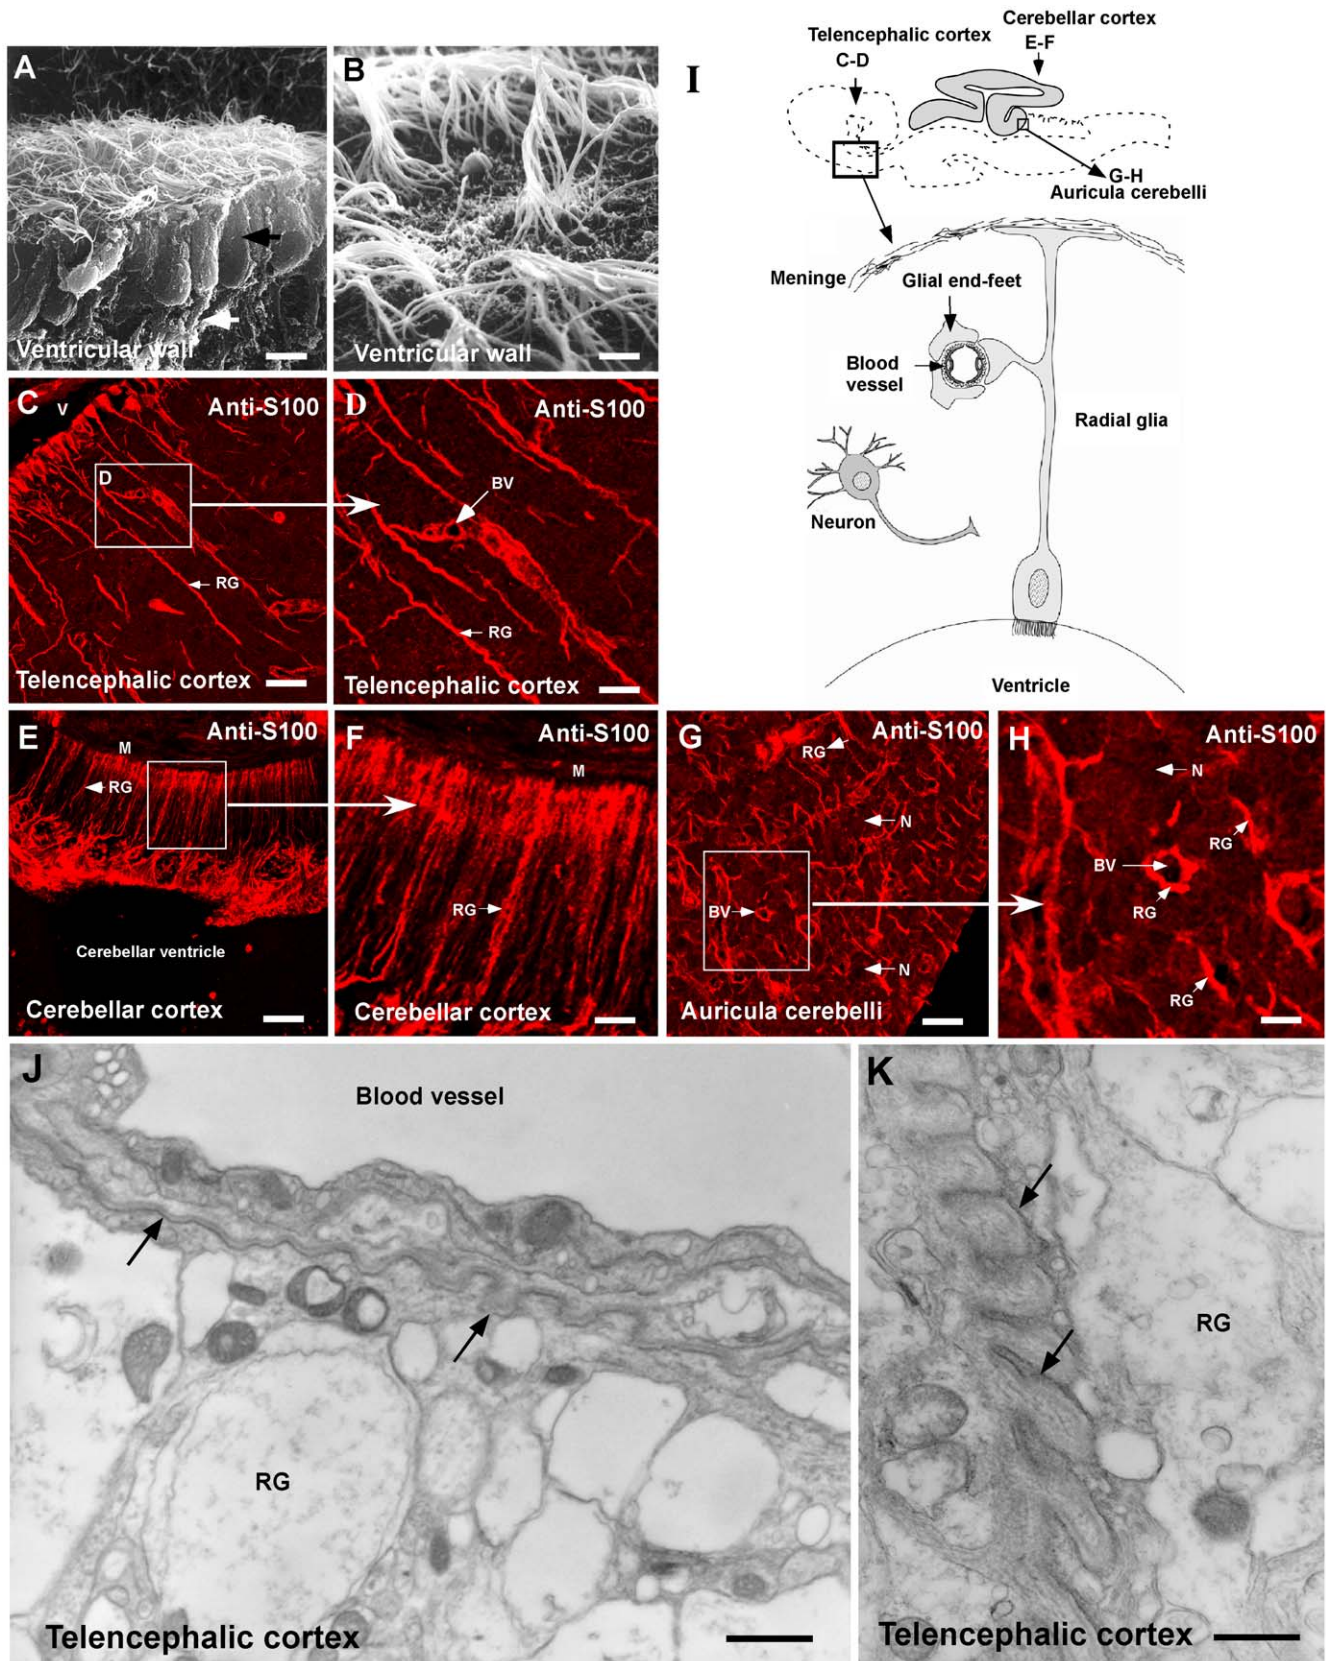 A
Ventricular wall
B
Ventricular wall
I
Telencephalic cortex
C-D
Cerebellar cortex
E-F
G-H
Auricula cerebelli
Meninge
Glial end-feet
Blood
vessel
Radial glia
Neuron
Ventricle
C
V
Anti-S100
D
RG
Telencephalic cortex
D
Anti-S100
BV
RG
Telencephalic cortex
E
Anti-S100
M
RG
Cerebellar ventricle
Cerebellar cortex
F
Anti-S100
M
RG
Cerebellar cortex
G
Anti-S100
RG
N
BV
N
Auricula cerebelli
H
Anti-S100
N
RG
BV
RG
RG
J
Blood vessel
RG
Telencephalic cortex
K
RG
Telencephalic cortex